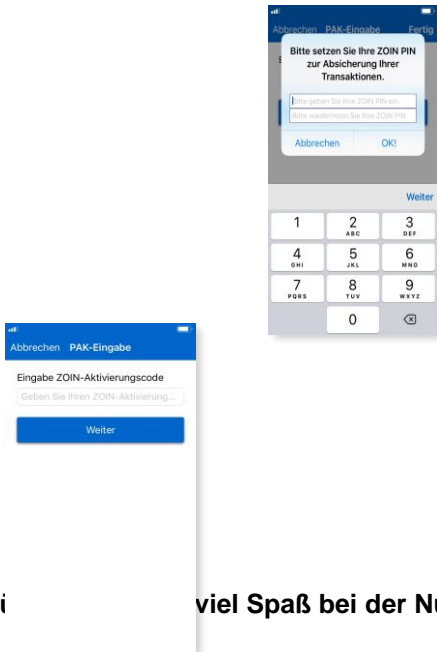 Abbrechen PAK-Eingabe Fertig
Bitte setzen Sie Ihre ZOIN PIN
zur Absicherung Ihrer
Transaktionen.
Bitte geben Sie Ihre ZOIN PIN ein.
Bitte wiederholen Sie Ihre ZOIN PIN
Abbrechen OK!
Weiter
1 2 3
ABC DEF
4 5 6
GHI JKL MNO
7 8 9
PQRS TUV WXYZ
0
Abbrechen PAK-Eingabe
Eingabe ZOIN-Aktivierungscode
Geben Sie Ihren ZOIN-Aktivierung...
Weiter
viel Spaß bei der